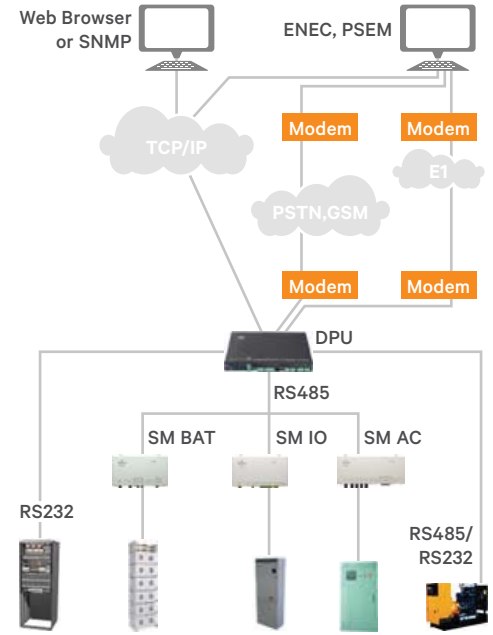 Web Browser
or SNMP
ENEC, PSEM
Modem
Modem
TCP/IP
E1
PSTN,GSM
Modem
Modem
DPU
RS485
SM BAT
SM IO
SM AC
RS232
RS485/
RS232